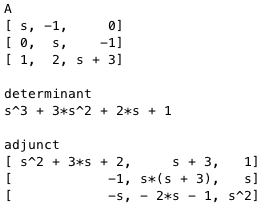 A
[ s, -1,     0]
[ 0,  s,    -1]
[ 1,  2, s + 3]
determinant
s^3 + 3*s^2 + 2*s + 1
adjunct
[ s^2 + 3*s + 2,       s + 3,   1]
[            -1, s*(s + 3),   s]
[            -s, - 2*s - 1, s^2]